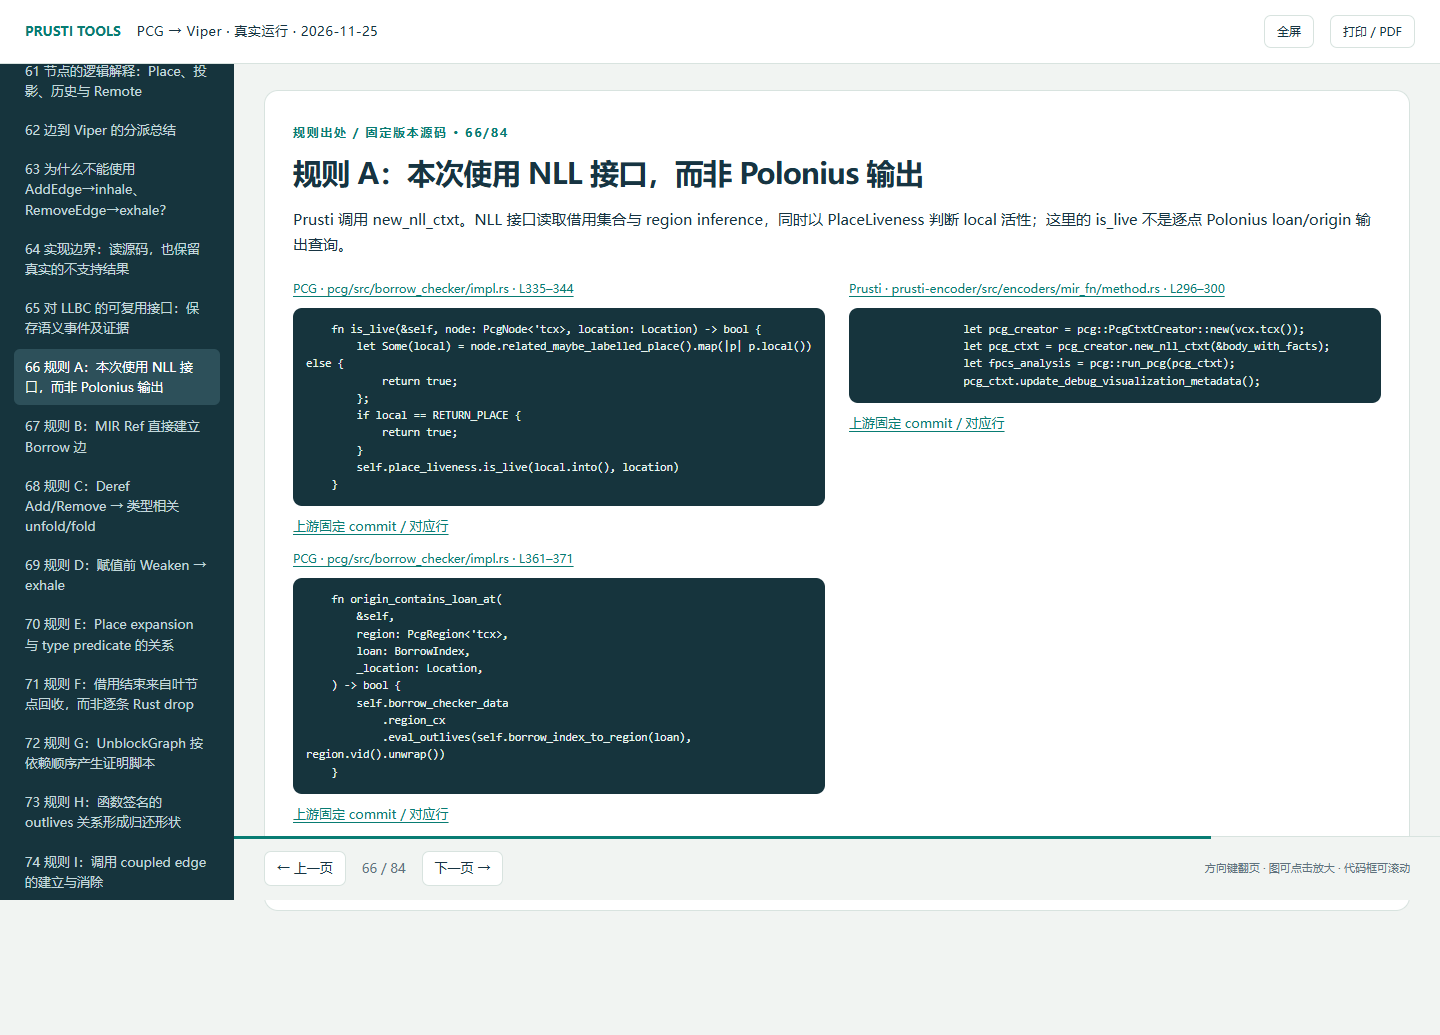 PRUSTI TOOLS PCG → Viper · 真实运行 · 2026-11-25
全屏
打印 / PDF
61 节点的逻辑解释：Place、投
影、历史与 Remote
62 边到 Viper 的分派总结
63 为什么不能使用
AddEdge→inhale、
RemoveEdge→exhale？
64 实现边界：读源码，也保留
真实的不支持结果
65 对 LLBC 的可复用接口：保
存语义事件及证据
66 规则 A：本次使用 NLL 接
口，而非 Polonius 输出
67 规则 B：MIR Ref 直接建立
Borrow 边
68 规则 C：Deref
Add/Remove → 类型相关
unfold/fold
69 规则 D：赋值前 Weaken →
exhale
70 规则 E：Place expansion
与 type predicate 的关系
71 规则 F：借用结束来自叶节
点回收，而非逐条 Rust drop
72 规则 G：UnblockGraph 按
依赖顺序产生证明脚本
73 规则 H：函数签名的
outlives 关系形成归还形状
74 规则 I：调用 coupled edge
的建立与消除
规则出处 / 固定版本源码 • 66/84
规则 A：本次使用 NLL 接口，而非 Polonius 输出
Prusti 调用 new_nll_ctxt。NLL 接口读取借用集合与 region inference，同时以 PlaceLiveness 判断 local 活性；这里的 is_live 不是逐点 Polonius loan/origin 输
出查询。
PCG · pcg/src/borrow_checker/impl.rs · L335–344
    fn is_live(&self, node: PcgNode<'tcx>, location: Location) -> bool {
        let Some(local) = node.related_maybe_labelled_place().map(|p| p.local())
else {
            return true;
        };
        if local == RETURN_PLACE {
            return true;
        }
        self.place_liveness.is_live(local.into(), location)
    }
上游固定 commit / 对应行
PCG · pcg/src/borrow_checker/impl.rs · L361–371
    fn origin_contains_loan_at(
        &self,
        region: PcgRegion<'tcx>,
        loan: BorrowIndex,
        _location: Location,
    ) -> bool {
        self.borrow_checker_data
            .region_cx
            .eval_outlives(self.borrow_index_to_region(loan),
region.vid().unwrap())
    }
上游固定 commit / 对应行
Prusti · prusti-encoder/src/encoders/mir_fn/method.rs · L296–300
            let pcg_creator = pcg::PcgCtxtCreator::new(vcx.tcx());
            let pcg_ctxt = pcg_creator.new_nll_ctxt(&body_with_facts);
            let fpcs_analysis = pcg::run_pcg(pcg_ctxt);
            pcg_ctxt.update_debug_visualization_metadata();
上游固定 commit / 对应行
← 上一页
66 / 84
下一页 →
方向键翻页 · 图可点击放大 · 代码框可滚动